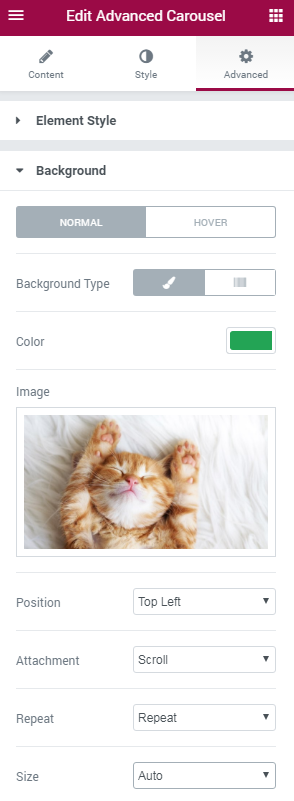 Edit Advanced Carousel
Content
Style
Advanced
Element Style
Background
NORMAL
HOVER
Background Type
Color
Image
Position
Top Left
Attachment
Scroll
Repeat
Repeat
Size
Auto